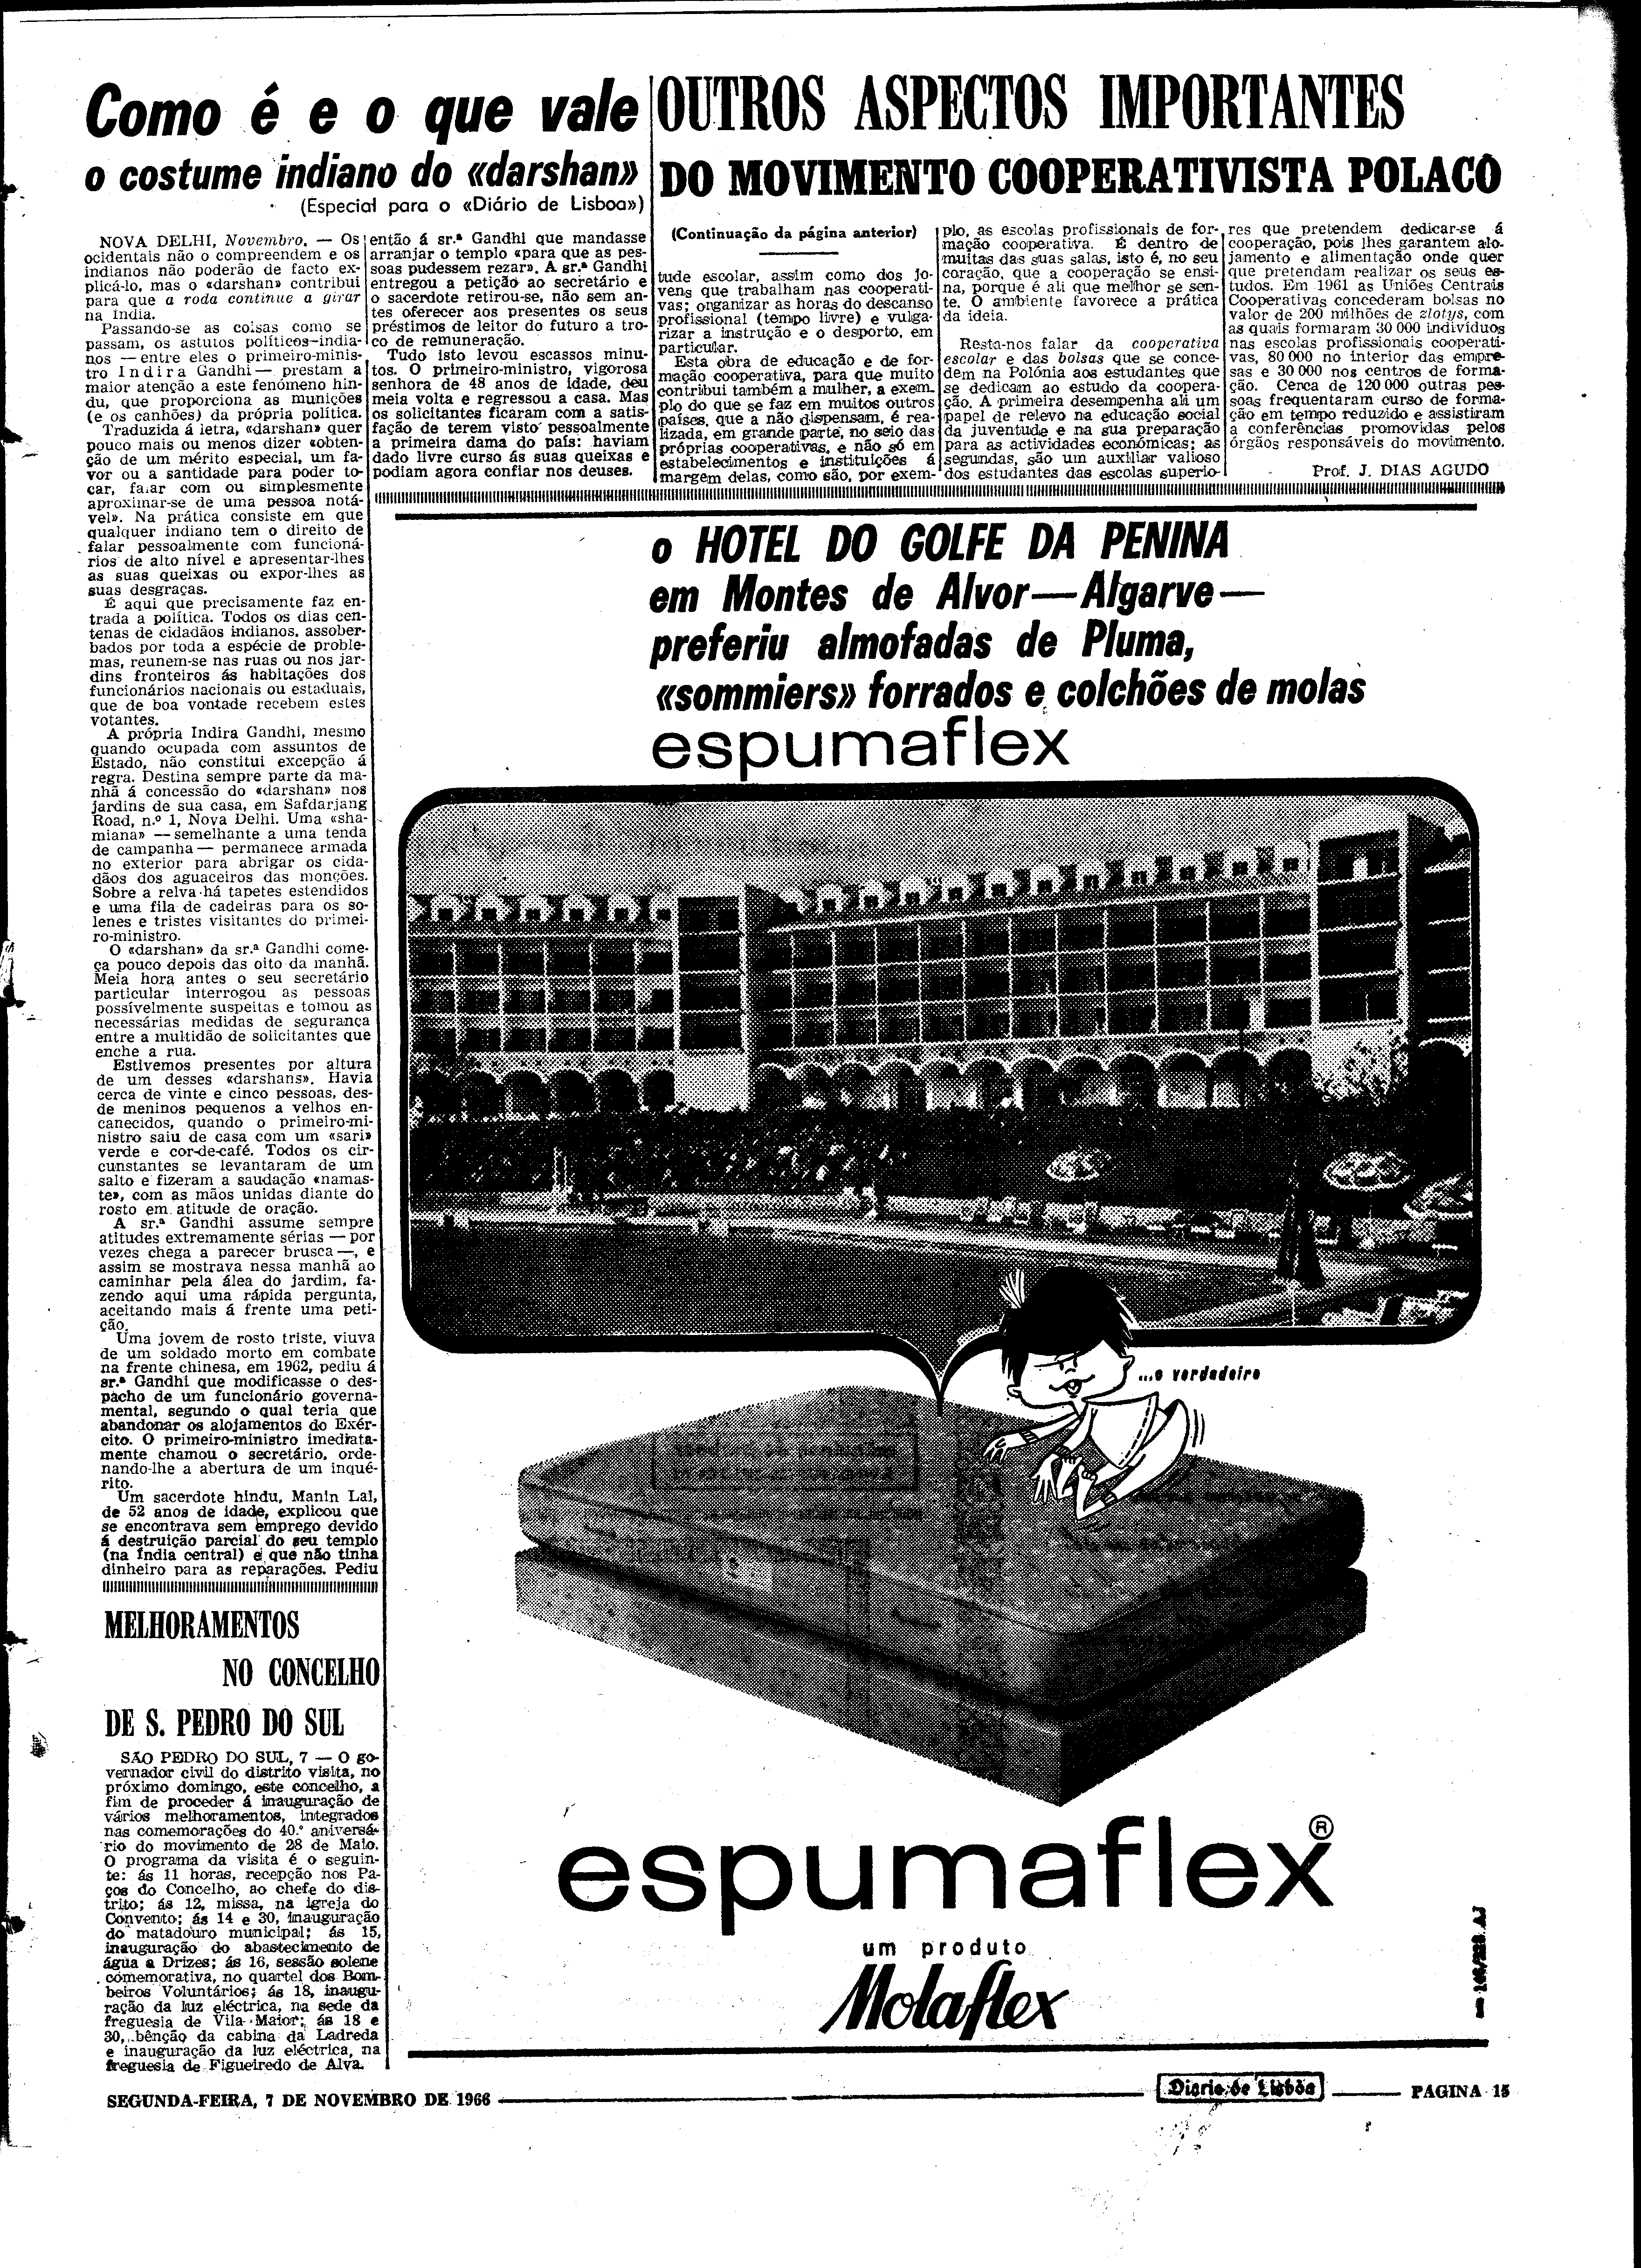 Como é e o que vale
o costume indiano do «darshan»
(Especial para o «Diário de Lisboa»)
NOVA DELHI, Novembro. — Os
ocidentais não o compreendem e os
indianos não poderão de facto ex-
plicá-lo, mas o «darshan» contribui
para que a roda continue a girar
na Índia.
Passando-se as coisas como se
passam, os astutos políticos-india-
nos — entre eles o primeiro-minis-
tro Indira Gandhi — prestam a
maior atenção a este fenómeno hin-
du, que proporciona as munições
(e os canhões) da própria política.
Traduzida á letra, «darshan» quer
pouco mais ou menos dizer «obten-
ção de um mérito especial, um fa-
vor ou a santidade para poder to-
car, falar com ou simplesmente
aproximar-se de uma pessoa notá-
vel». Na prática consiste em que
qualquer indiano tem o direito de
falar pessoalmente com funcioná-
rios de alto nível e apresentar-lhes
as suas queixas ou expor-lhes as
suas desgraças.
É aqui que precisamente faz en-
trada a política. Todos os dias cen-
tenas de cidadãos indianos, assober-
bados por toda a espécie de proble-
mas, reunem-se nas ruas ou nos jar-
dins fronteiros ás habitações dos
funcionários nacionais ou estaduais,
que de boa vontade recebem estes
votantes.
A própria Indira Gandhi, mesmo
quando ocupada com assuntos de
Estado, não constitui excepção á
regra. Destina sempre parte da ma-
nhã á concessão do «darshan» nos
jardins de sua casa, em Safdarjang
Road, n.º 1, Nova Delhi. Uma «sha-
miana» — semelhante a uma tenda
de campanha — permanece armada
no exterior para abrigar os cida-
dãos dos aguaceiros das monções.
Sobre a relva há tapetes estendidos
e uma fila de cadeiras para os so-
lenes e tristes visitantes do primei-
ro-ministro.
O «darshan» da sr.ª Gandhi come-
ça pouco depois das oito da manhã.
Meia hora antes o seu secretário
particular interrogou as pessoas
possívelmente suspeitas e tomou as
necessárias medidas de segurança
entre a multidão de solicitantes que
enche a rua.
Estivemos presentes por altura
de um desses «darshans». Havia
cerca de vinte e cinco pessoas, des-
de meninos pequenos a velhos en-
canecidos, quando o primeiro-mi-
nistro saiu de casa com um «sari»
verde e cor-de-café. Todos os cir-
cunstantes se levantaram de um
salto e fizeram a saudação «namas-
te», com as mãos unidas diante do
rosto em atitude de oração.
A sr.ª Gandhi assume sempre
atitudes extremamente sérias — por
vezes chega a parecer brusca —, e
assim se mostrava nessa manhã ao
caminhar pela álea do jardim, fa-
zendo aqui uma rápida pergunta,
aceitando mais á frente uma peti-
ção.
Uma jovem de rosto triste, viuva
de um soldado morto em combate
na frente chinesa, em 1962, pediu á
sr.ª Gandhi que modificasse o des-
pacho de um funcionário governa-
mental, segundo o qual teria que
abandonar os alojamentos do Exér-
cito. O primeiro-ministro imediata-
mente chamou o secretário, orde-
nando-lhe a abertura de um inqué-
rito.
Um sacerdote hindu, Manin Lal,
de 52 anos de idade, explicou que
se encontrava sem emprego devido
á destruição parcial do seu templo
(na Índia central) e que não tinha
dinheiro para as reparações. Pediu
então á sr.ª Gandhi que mandasse
arranjar o templo «para que as pes-
soas pudessem rezar». A sr.ª Gandhi
entregou a petição ao secretário e
o sacerdote retirou-se, não sem an-
tes oferecer aos presentes os seus
préstimos de leitor do futuro a tro-
co de remuneração.
Tudo isto levou escassos minu-
tos. O primeiro-ministro, vigorosa
senhora de 48 anos de idade, deu
meia volta e regressou a casa. Mas
os solicitantes ficaram com a satis-
fação de terem visto pessoalmente
a primeira dama do país: haviam
dado livre curso ás suas queixas e
podiam agora confiar nos deuses.
OUTROS ASPECTOS IMPORTANTES
DO MOVIMENTO COOPERATIVISTA POLACO
(Continuação da página anterior)
tude escolar, assim como dos jo-
vens que trabalham nas cooperati-
vas; organizar as horas do descanso
profissional (tempo livre) e vulga-
rizar a instrução e o desporto, em
particular.
Esta obra de educação e de for-
mação cooperativa, para que muito
contribui também a mulher, a exem-
plo do que se faz em muitos outros
países, que a não dispensam, é rea-
lizada, em grande parte, no seio das
próprias cooperativas, e não só em
estabelecimentos e instituições á
margem delas, como são, por exem-
plo, as escolas profissionais de for-
mação cooperativa. É dentro de
muitas das suas salas, isto é, no seu
coração, que a cooperação se ensi-
na, porque é ali que melhor se sen-
te. O ambiente favorece a prática
da ideia.
Resta-nos falar da cooperativa
escolar e das bolsas que se conce-
dem na Polónia aos estudantes que
se dedicam ao estudo da coopera-
ção. A primeira desempenha ali um
papel de relevo na educação social
da juventude e na sua preparação
para as actividades económicas; as
segundas, são um auxiliar valioso
dos estudantes das escolas superio-
res que pretendem dedicar-se á
cooperação, pois lhes garantem alo-
jamento e alimentação onde quer
que pretendam realizar os seus es-
tudos. Em 1961 as Uniões Centrais
Cooperativas concederam bolsas no
valor de 200 milhões de zlotys, com
as quais formaram 30 000 indivíduos
nas escolas profissionais cooperati-
vas, 80 000 no interior das empre-
sas e 30 000 nos centros de forma-
ção. Cerca de 120 000 outras pes-
soas frequentaram curso de forma-
ção em tempo reduzido e assistiram
a conferências promovidas pelos
órgãos responsáveis do movimento.
Prof. J. DIAS AGUDO
o HOTEL DO GOLFE DA PENINA
em Montes de Alvor—Algarve—
preferiu almofadas de Pluma,
«sommiers» forrados e colchões de molas
espumaflex
...o verdadeiro
espumaflex®
um produto
Molaflex
MELHORAMENTOS
NO CONCELHO
DE S. PEDRO DO SUL
SÃO PEDRO DO SUL, 7 — O go-
vernador civil do distrito visita, no
próximo domingo, este concelho, a
fim de proceder á inauguração de
vários melhoramentos, integrados
nas comemorações do 40.º aniversá-
rio do movimento de 28 de Maio.
O programa da visita é o seguin-
te: ás 11 horas, recepção nos Pa-
ços do Concelho, ao chefe do dis-
trito; ás 12, missa, na igreja do
Convento; ás 14 e 30, inauguração
do matadouro municipal; ás 15,
inauguração do abastecimento de
água a Drizes; ás 16, sessão solene
comemorativa, no quartel dos Bom-
beiros Voluntários; ás 18, inaugu-
ração da luz eléctrica, na sede da
freguesia de Vila Maior; ás 18 e
30, bênção da cabina da Ladreda
e inauguração da luz eléctrica, na
freguesia de Figueiredo de Alva.
SEGUNDA-FEIRA, 7 DE NOVEMBRO DE 1966
Diario de Lisbôa
PAGINA 15